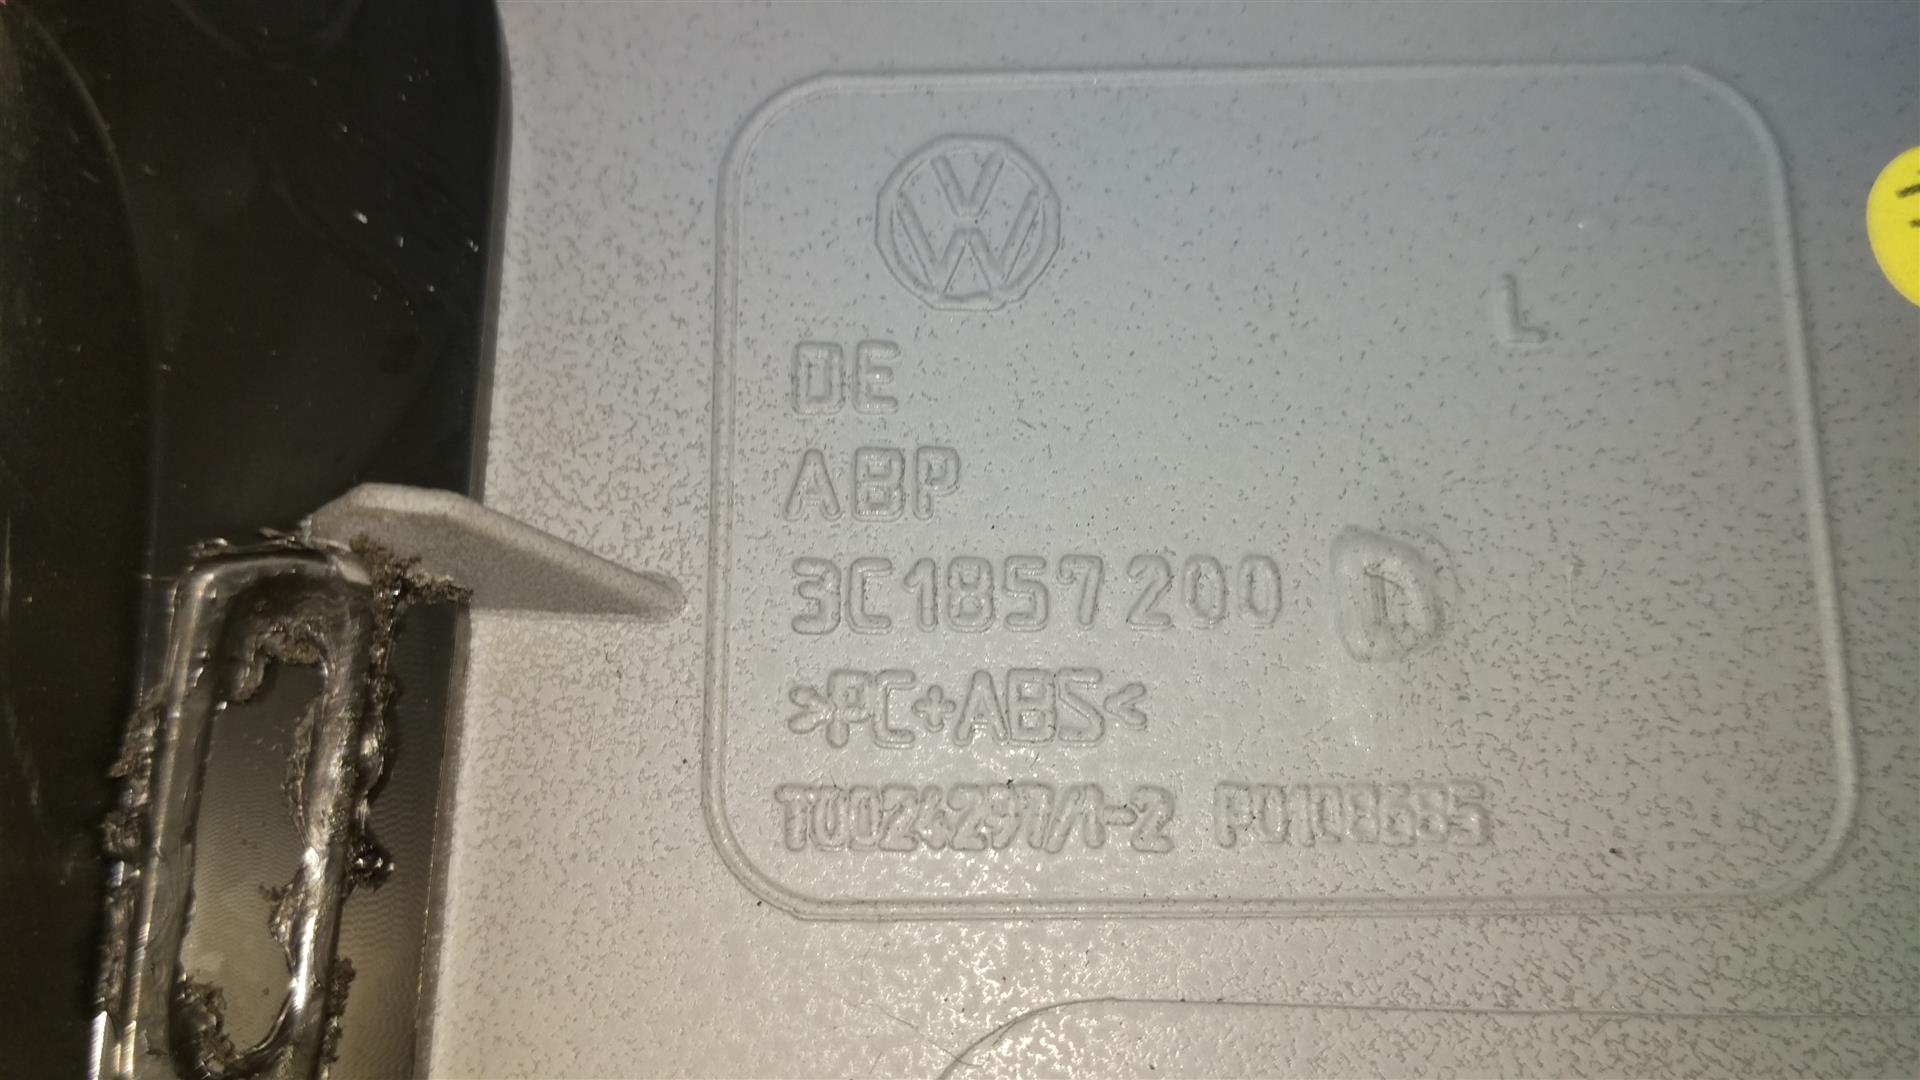 L
DE
ABP
3C1857200
>PC+ABS<
T0024297/1-2 P0108685